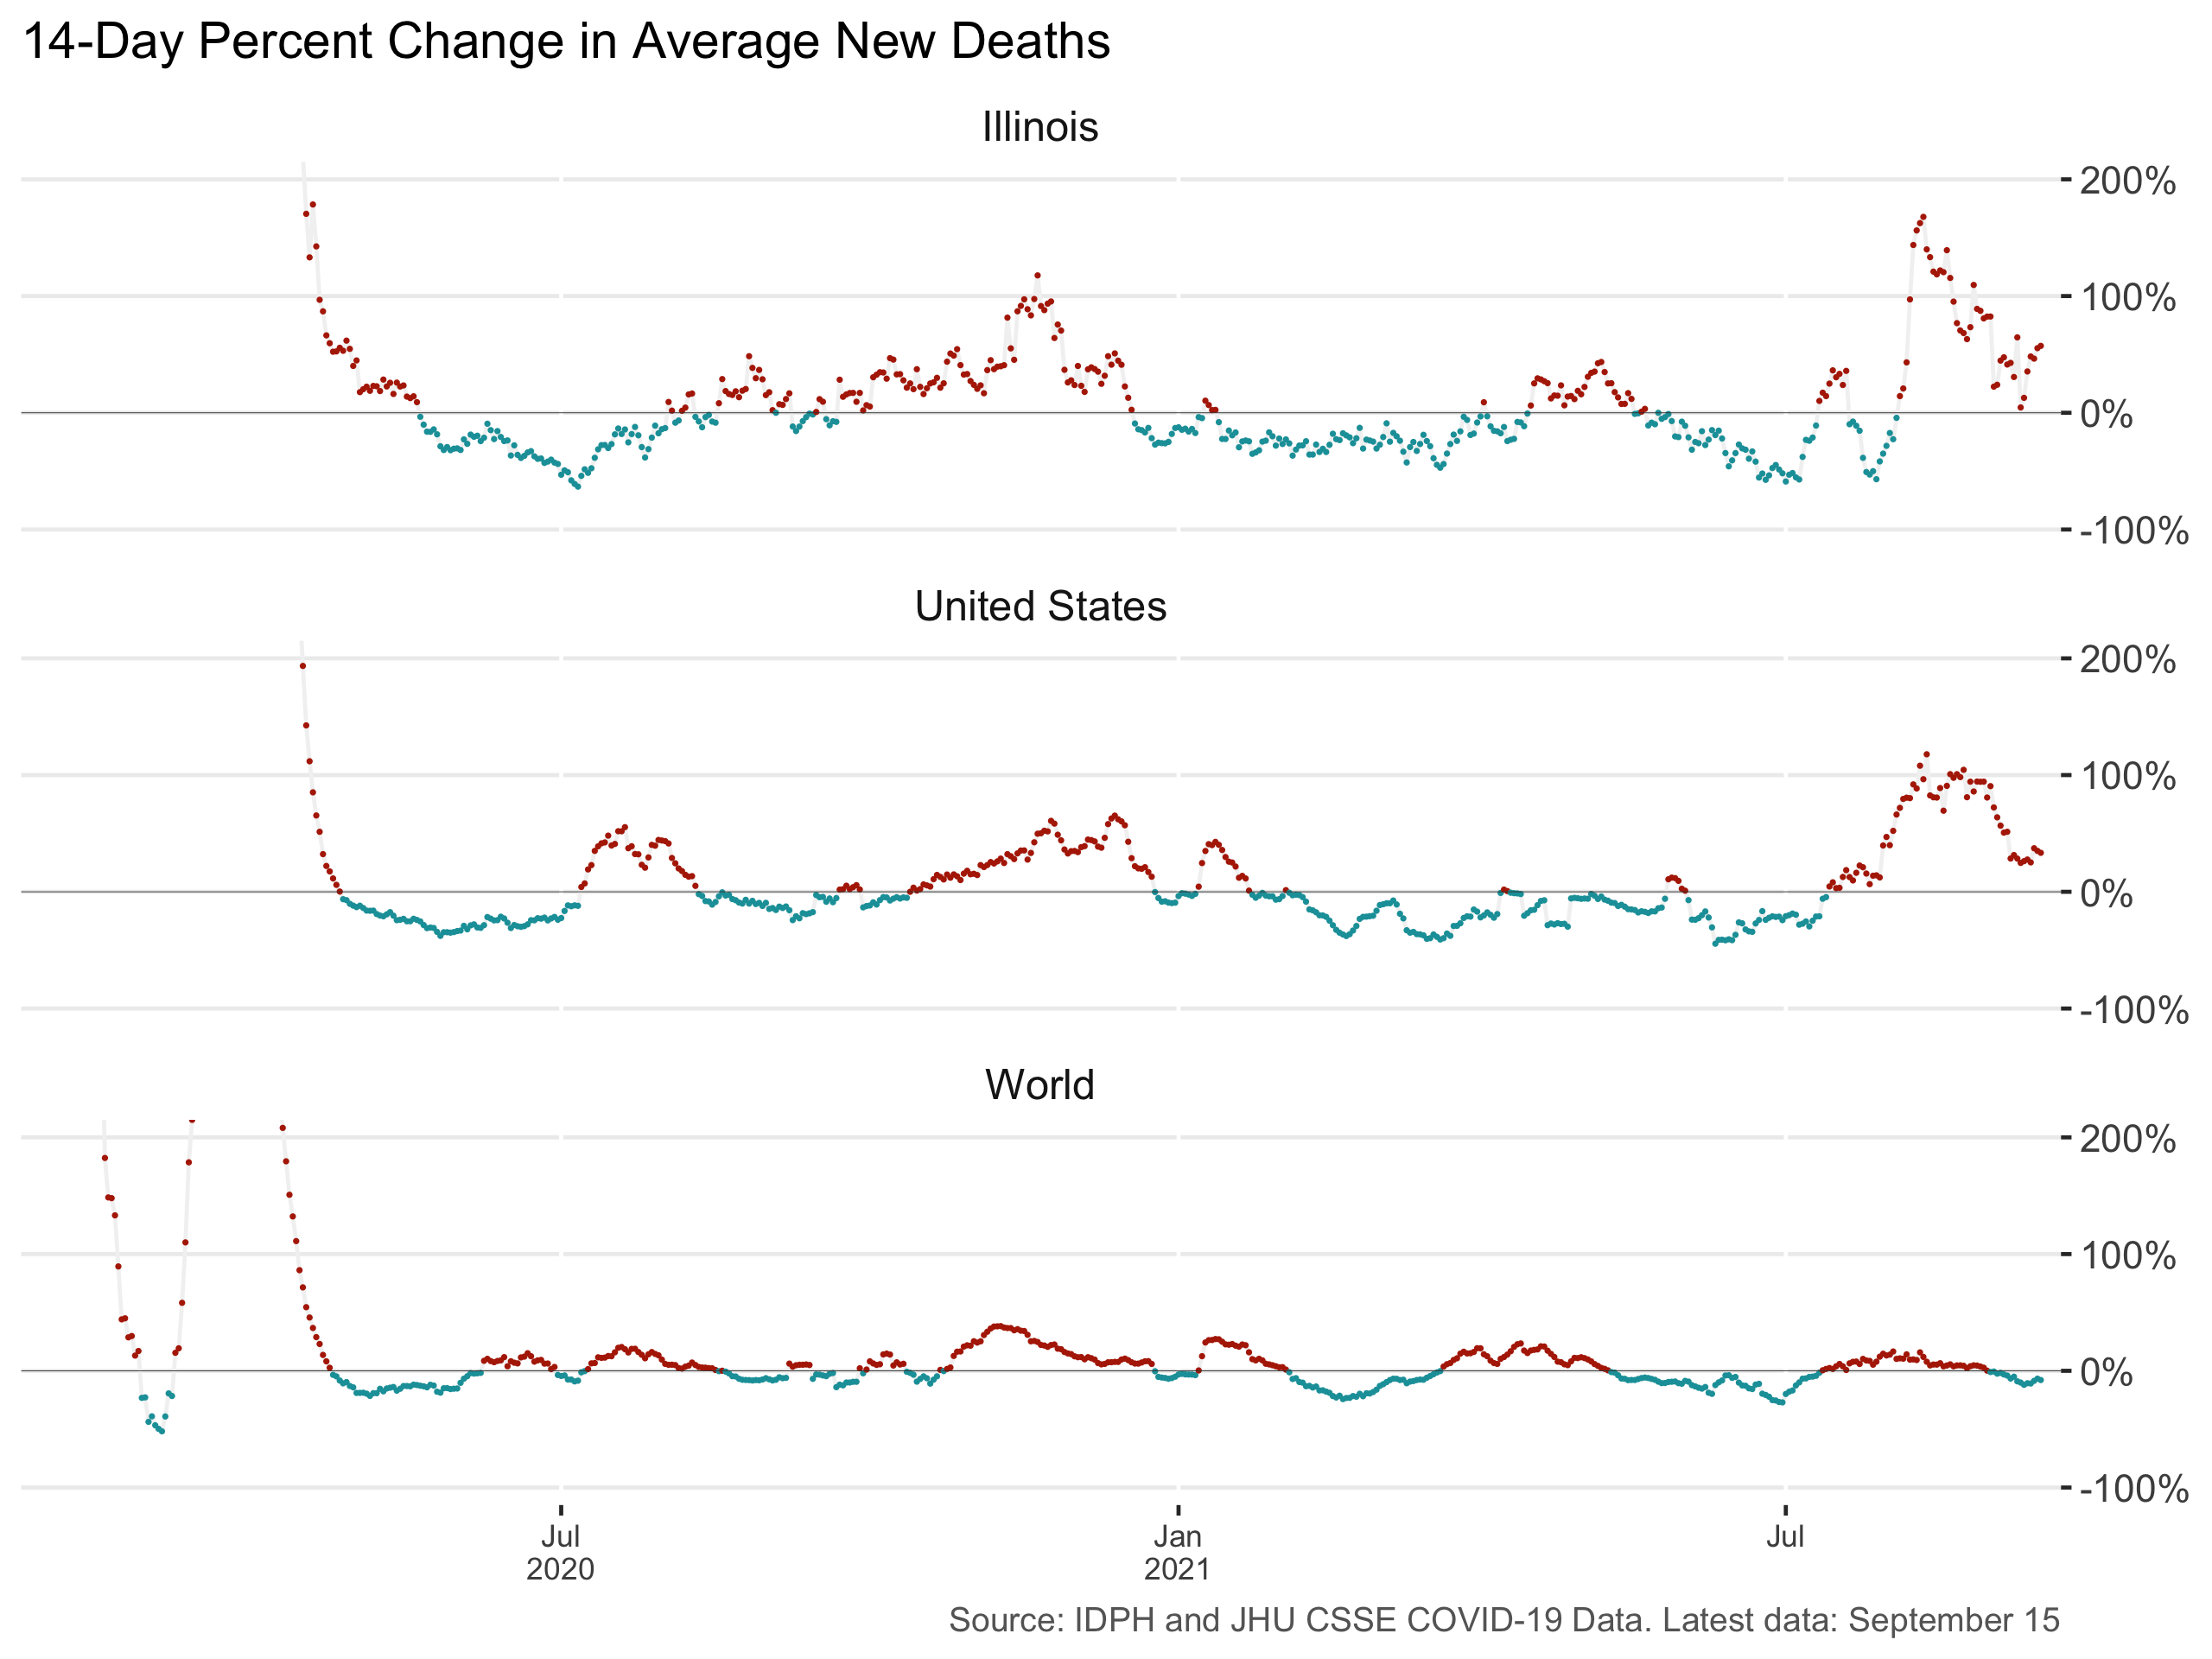 14-Day Percent Change in Average New Deaths
Illinois
200%
100%
0%
-100%
United States
200%
100%
0%
-100%
World
200%
100%
0%
-100%
Jul
2020
Jan
2021
Jul
Source: IDPH and JHU CSSE COVID-19 Data. Latest data: September 15